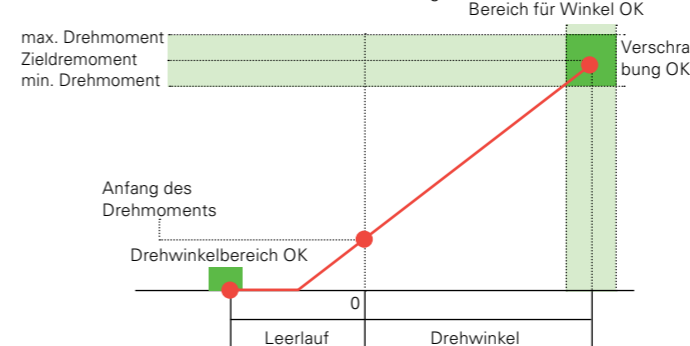 Bereich für Winkel OK
max. Drehmoment
Zieldremoment
min. Drehmoment
Verschra
bung OK
Anfang des
Drehmoments
Drehwinkelbereich OK
0
Leerlauf
Drehwinkel